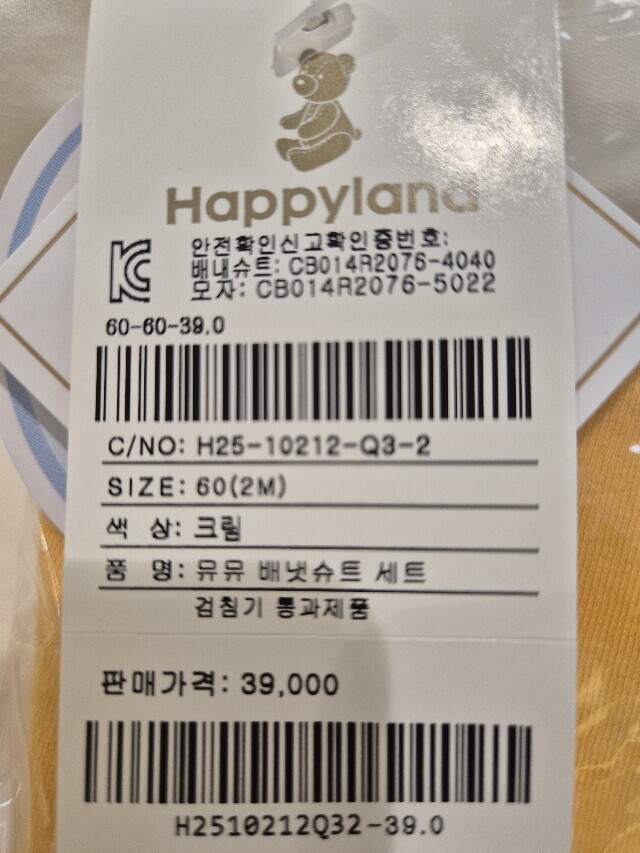 Happyland
안전확인신고확인증번호:
배내슈트: CB014R2076-4040
모자: CB014R2076-5022
60-60-39.0
C/NO: H25-10212-Q3-2
SIZE: 60(2M)
색 상: 크림
품 명: 뮤뮤 배냇슈트 세트
검침기 통과제품
판매가격: 39,000
H2510212Q32-39.0